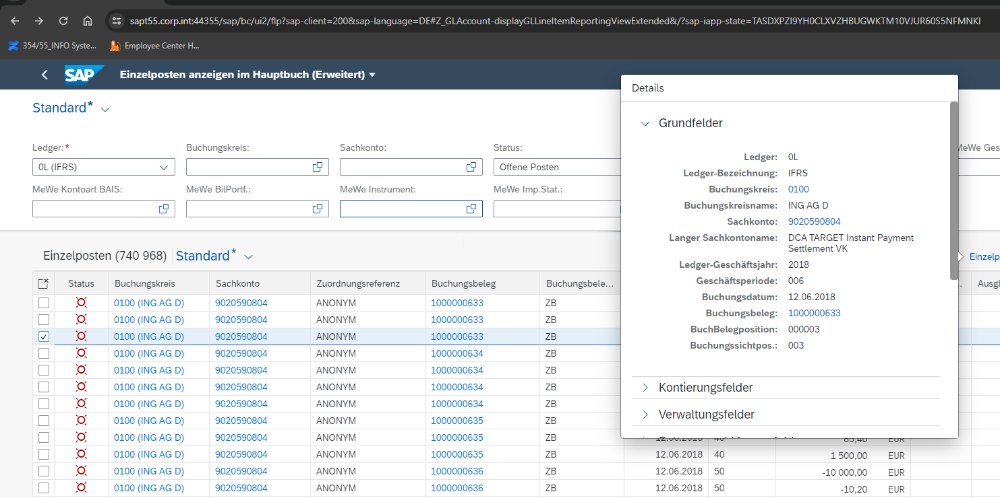 sapt55.corp.int:44355/sap/bc/ui2/flp?sap-client=200&sap-language=DE#Z_GLAccount-displayGLLineItemReportingViewExtended&/?sap-iapp-state=TASDXPZI9YH0CLXVZHBUGWKTM10VJUR60S5NFMNKI
354/55_INFO Syste... Employee Center H...
SAP Einzelposten anzeigen im Hauptbuch (Erweitert)
Standard*
Ledger:* Buchungskreis: Sachkonto: Status: MeWe Ges
0L (IFRS) Offene Posten
MeWe Kontoart BAIS: MeWe BilPortf.: MeWe Instrument: MeWe Imp.Stat.:
Details
Grundfelder
Ledger: 0L
Ledger-Bezeichnung: IFRS
Buchungskreis: 0100
Buchungskreisname: ING AG D
Sachkonto: 9020590804
Langer Sachkontoname: DCA TARGET Instant Payment
Settlement VK
Ledger-Geschäftsjahr: 2018
Geschäftsperiode: 006
Buchungsdatum: 12.06.2018
Buchungsbeleg: 1000000633
BuchBelegposition: 000003
Buchungssichtpos.: 003
Kontierungsfelder
Verwaltungsfelder
Einzelposten (740 968) Standard* Einzelp
Status Buchungskreis Sachkonto Zuordnungsreferenz Buchungsbeleg Buchungsbele... Ausgl
0100 (ING AG D) 9020590804 ANONYM 1000000633 ZB
0100 (ING AG D) 9020590804 ANONYM 1000000633 ZB
0100 (ING AG D) 9020590804 ANONYM 1000000633 ZB
0100 (ING AG D) 9020590804 ANONYM 1000000634 ZB
0100 (ING AG D) 9020590804 ANONYM 1000000634 ZB
0100 (ING AG D) 9020590804 ANONYM 1000000634 ZB
0100 (ING AG D) 9020590804 ANONYM 1000000634 ZB
0100 (ING AG D) 9020590804 ANONYM 1000000635 ZB
0100 (ING AG D) 9020590804 ANONYM 1000000635 ZB 12.06.2018 40 85,40 EUR
0100 (ING AG D) 9020590804 ANONYM 1000000635 ZB 12.06.2018 40 1 500,00 EUR
0100 (ING AG D) 9020590804 ANONYM 1000000636 ZB 12.06.2018 50 -10 000,00 EUR
0100 (ING AG D) 9020590804 ANONYM 1000000636 ZB 12.06.2018 50 -10,20 EUR